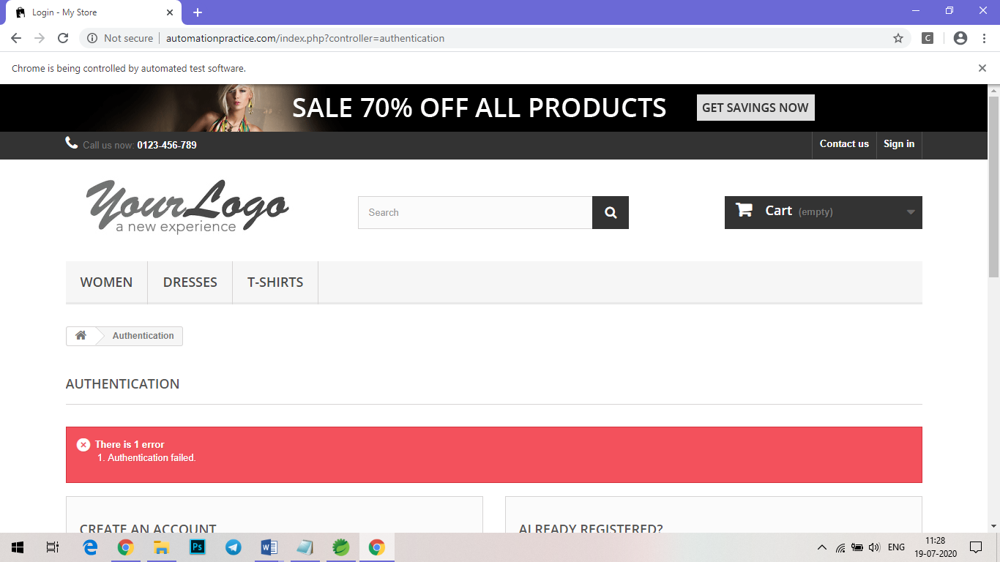 Login - My Store
Not secure
automationpractice.com/index.php?controller=authentication
C
Chrome is being controlled by automated test software.
SALE 70% OFF ALL PRODUCTS
GET SAVINGS NOW
Call us now: 0123-456-789
Contact us
Sign in
Your Logo
a new experience
Search
Cart (empty)
WOMEN
DRESSES
T-SHIRTS
Authentication
AUTHENTICATION
There is 1 error
1. Authentication failed.
CREATE AN ACCOUNT
ALREADY REGISTERED?
Ps
W
ENG
11:28
19-07-2020